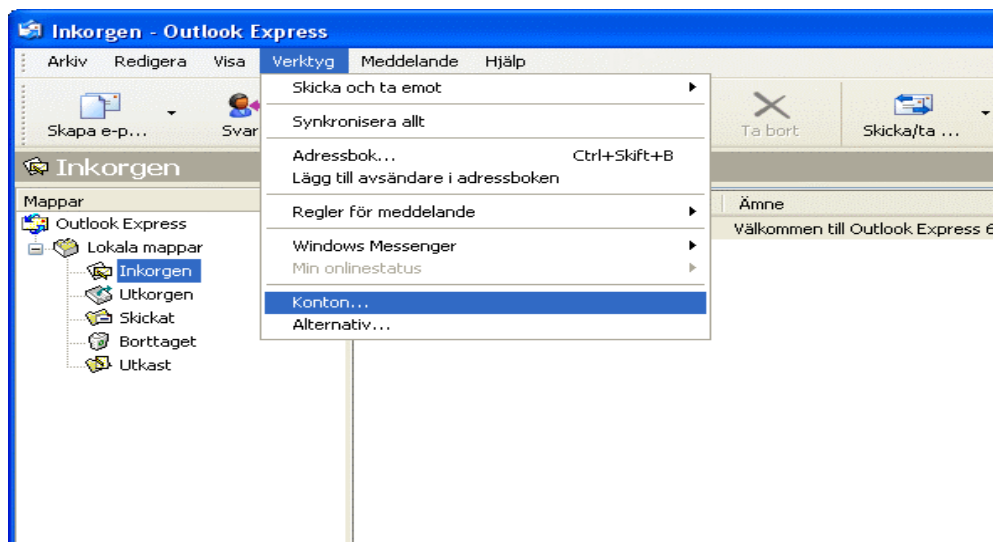 Inkorgen - Outlook Express
Arkiv Redigera Visa Verktyg Meddelande Hjälp
Skapa e-p... Svar Ta bort Skicka/ta ...
Skicka och ta emot
Synkronisera allt
Adressbok... Ctrl+Skift+B
Lägg till avsändare i adressboken
Regler för meddelande
Windows Messenger
Min onlinestatus
Konton...
Alternativ...
Inkorgen
Mappar
Outlook Express
Lokala mappar
Inkorgen
Utkorgen
Skickat
Borttaget
Utkast
Ämne
Välkommen till Outlook Express 6